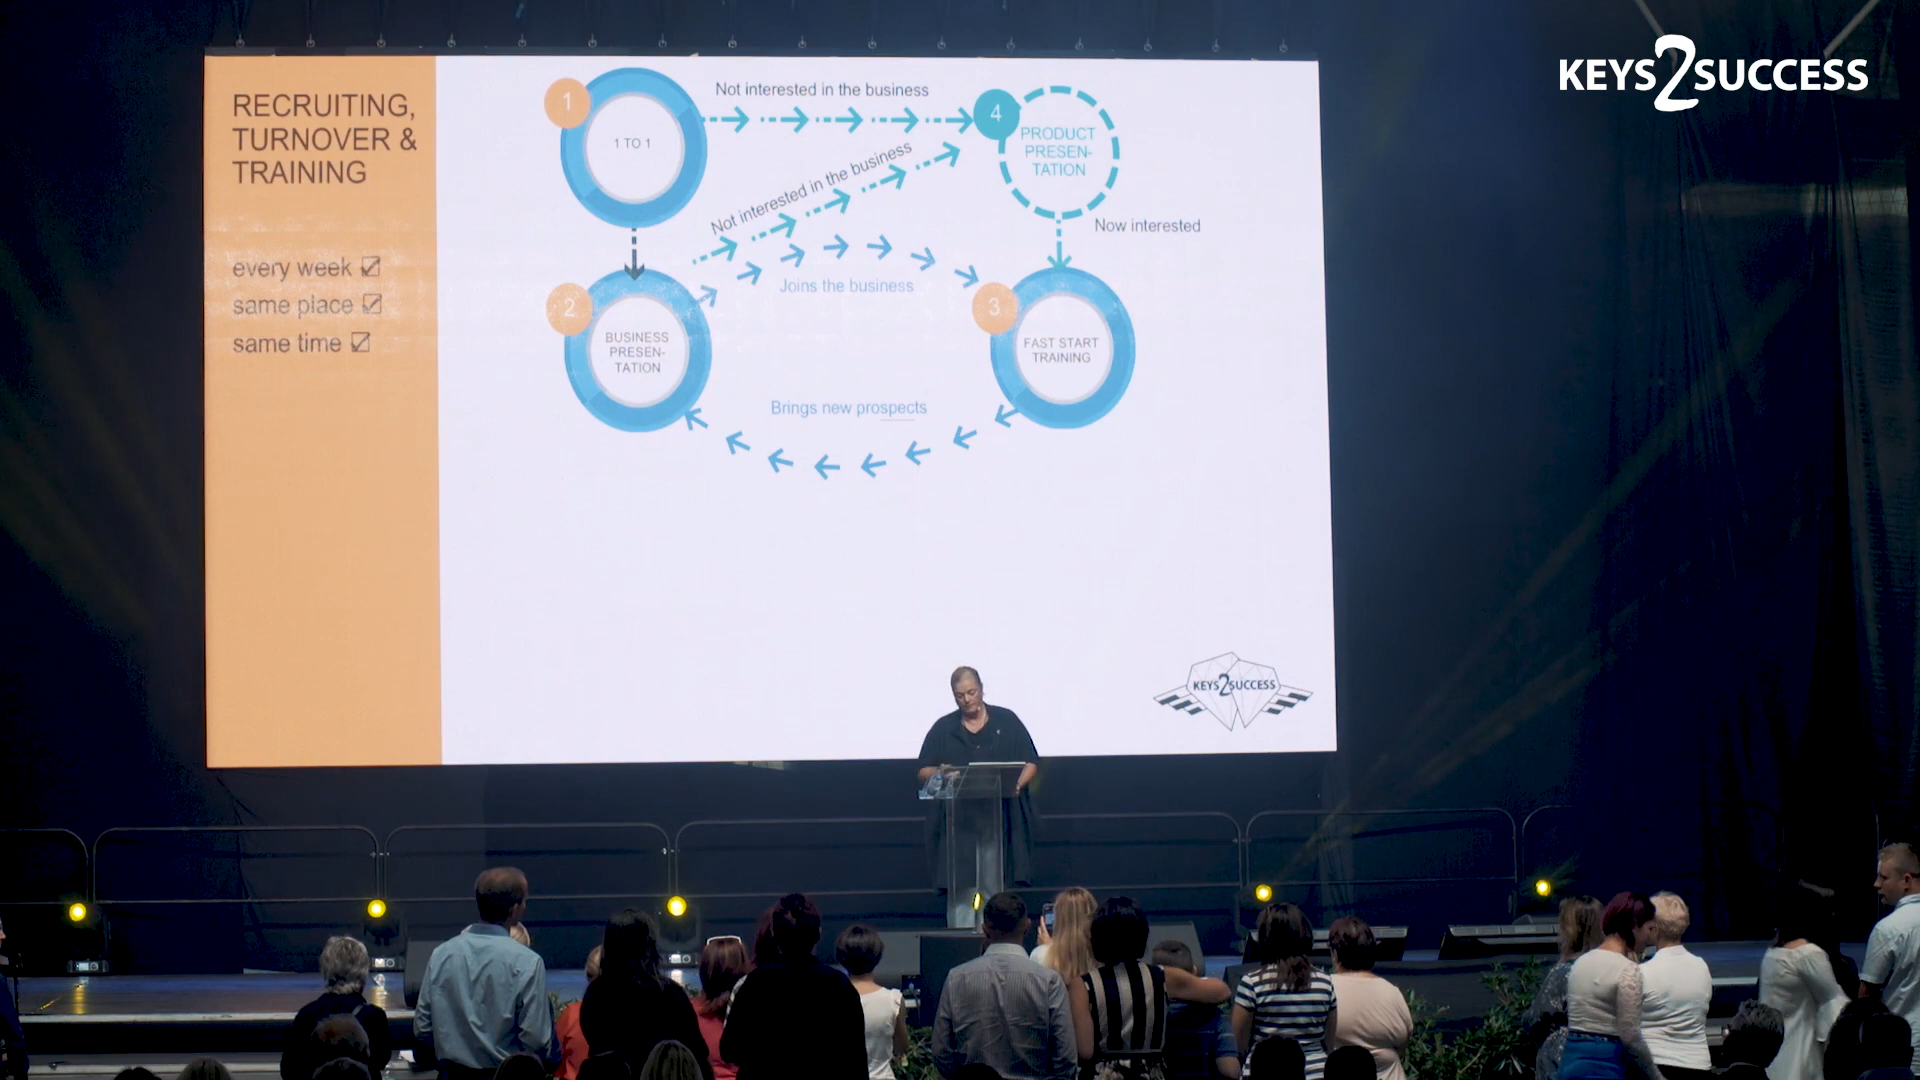 KEYS2SUCCESS
RECRUITING,
TURNOVER &
TRAINING
every week ☑
same place ☑
same time ☑
1
1 TO 1
Not interested in the business
4
PRODUCT
PRESEN-
TATION
Not interested in the business
Now interested
Joins the business
2
BUSINESS
PRESEN-
TATION
3
FAST START
TRAINING
Brings new prospects
KEYS2SUCCESS